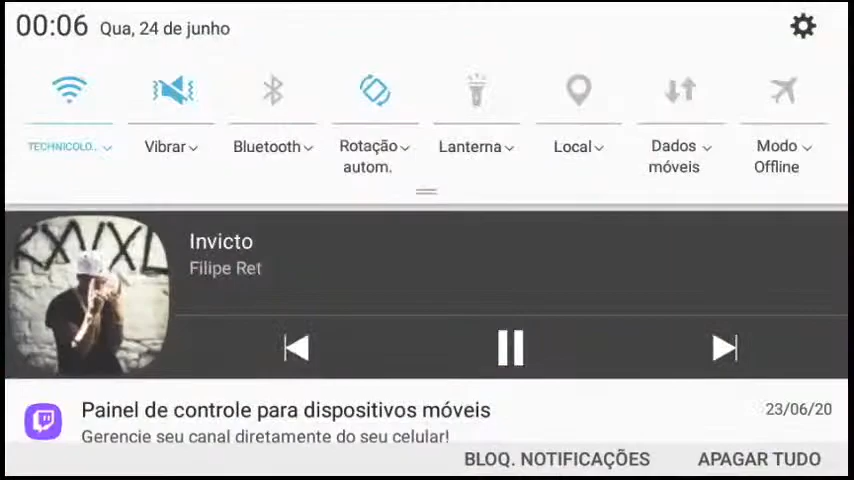 00:06 Qua, 24 de junho
TECHNICOLO..
Vibrar
Bluetooth
Rotação
autom.
Lanterna
Local
Dados
móveis
Modo
Offline
Invicto
Filipe Ret
Painel de controle para dispositivos móveis
23/06/20
Gerencie seu canal diretamente do seu celular!
BLOQ. NOTIFICAÇÕES
APAGAR TUDO